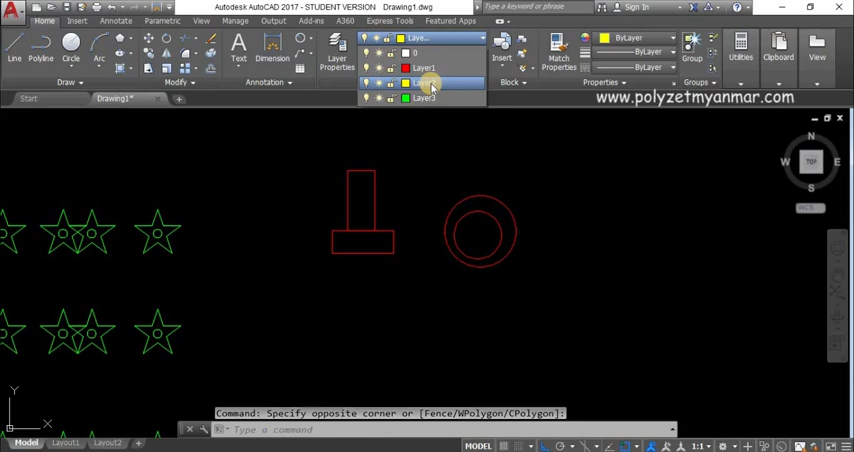 Autodesk AutoCAD 2017 - STUDENT VERSION Drawing1.dwg
Type a keyword or phrase
Sign In
Home Insert Annotate Parametric View Manage Output Add-ins A360 Express Tools Featured Apps
Line Polyline Circle Arc
Draw
Text Dimension
Annotation
Layer Properties
Laye...
0
Layer1
Layer3
Insert
Block
Match Properties
ByLayer
ByLayer
ByLayer
Properties
Group
Groups
Utilities
Clipboard
View
Start
Drawing1*
www.polyzetmyanmar.com
N
W TOP E
S
WCS
Y
X
Command: Specify opposite corner or [Fence/WPolygon/CPolygon]:
Type a command
Model Layout1 Layout2 +
MODEL
1:1